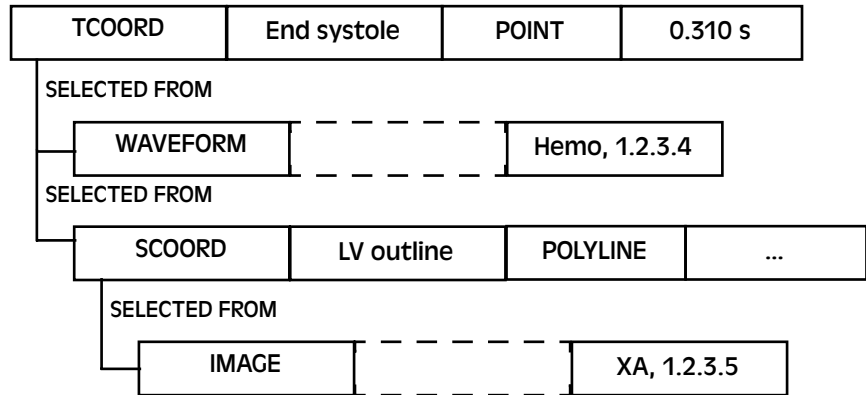 TCOORD End systole POINT 0.310 s
SELECTED FROM
WAVEFORM Hemo, 1.2.3.4
SELECTED FROM
SCOORD LV outline POLYLINE ...
SELECTED FROM
IMAGE XA, 1.2.3.5